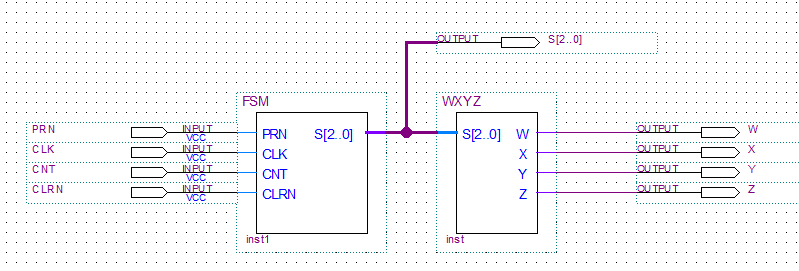 OUTPUT S[2..0]
FSM WXYZ
PRN INPUT VCC PRN S[2..0] S[2..0] W OUTPUT W
CLK INPUT VCC CLK X OUTPUT X
CNT INPUT VCC CNT Y OUTPUT Y
CLRN INPUT VCC CLRN Z OUTPUT Z
inst1 inst